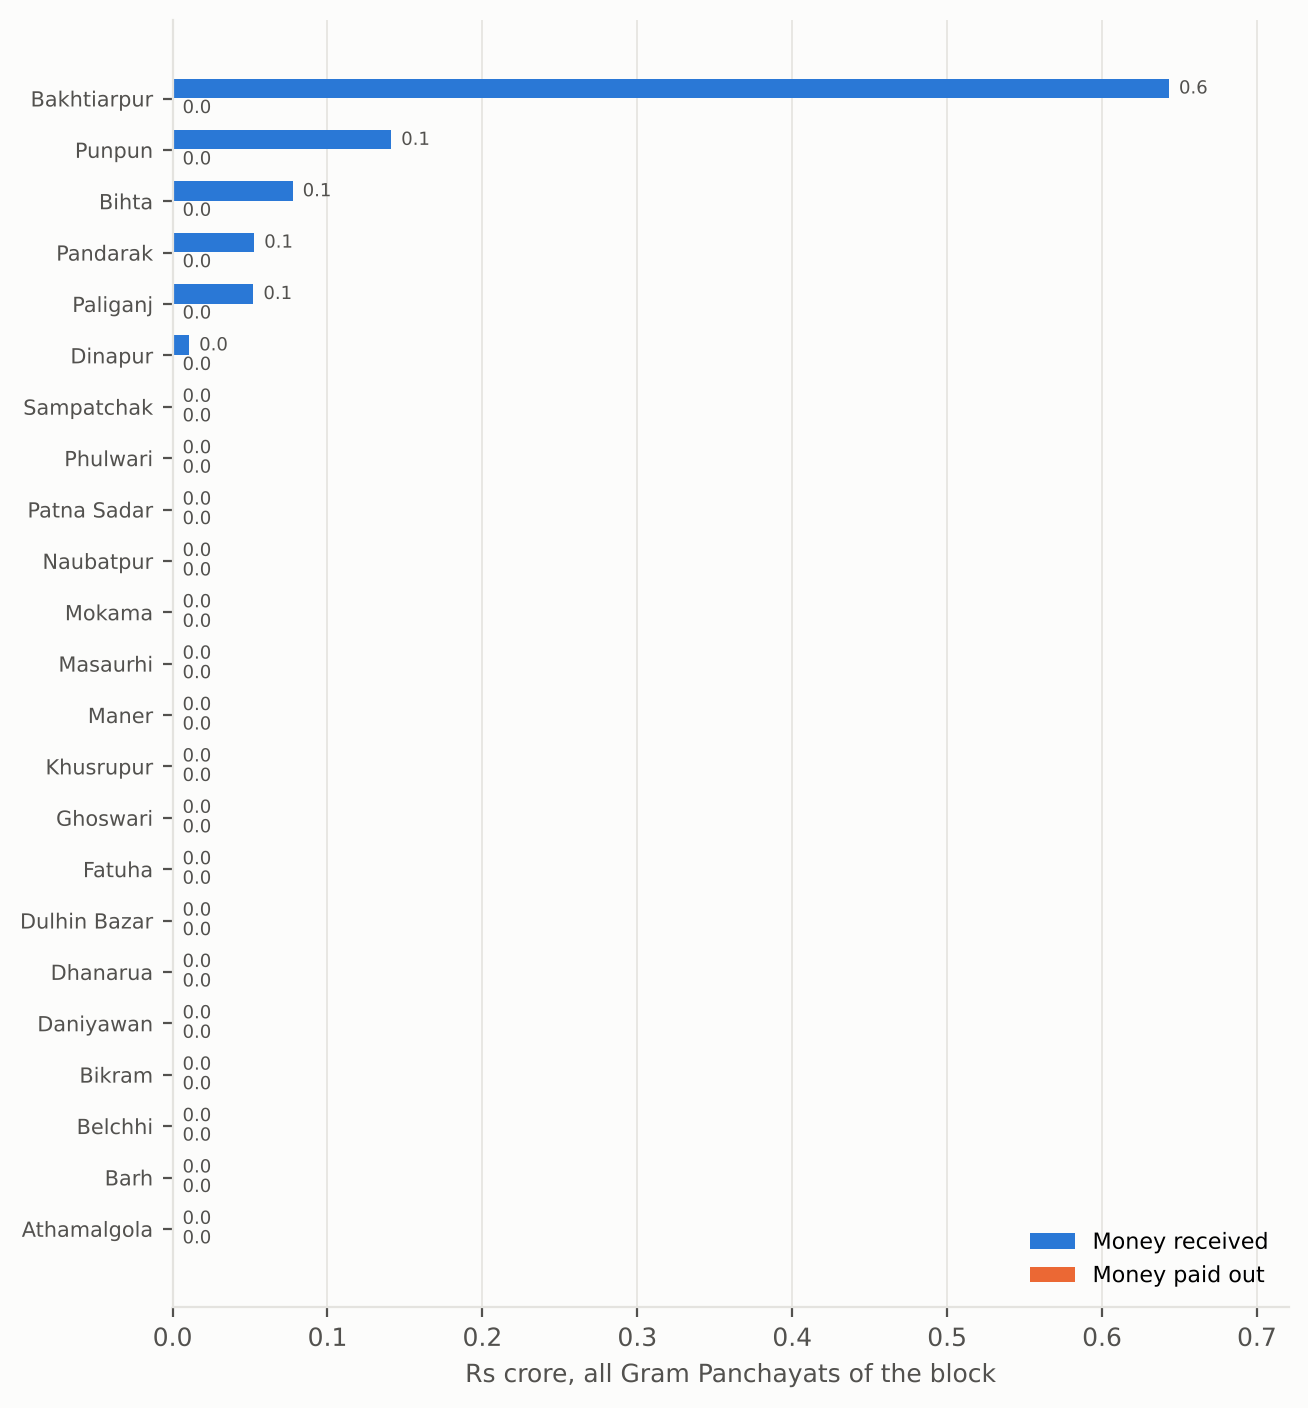 Bakhtiarpur 0.6
0.0
Punpun 0.1
0.0
Bihta 0.1
0.0
Pandarak 0.1
0.0
Paliganj 0.1
0.0
Dinapur 0.0
0.0
Sampatchak 0.0
0.0
Phulwari 0.0
0.0
Patna Sadar 0.0
0.0
Naubatpur 0.0
0.0
Mokama 0.0
0.0
Masaurhi 0.0
0.0
Maner 0.0
0.0
Khusrupur 0.0
0.0
Ghoswari 0.0
0.0
Fatuha 0.0
0.0
Dulhin Bazar 0.0
0.0
Dhanarua 0.0
0.0
Daniyawan 0.0
0.0
Bikram 0.0
0.0
Belchhi 0.0
0.0
Barh 0.0
0.0
Athamalgola 0.0
0.0
Money received
Money paid out
0.0 0.1 0.2 0.3 0.4 0.5 0.6 0.7
Rs crore, all Gram Panchayats of the block